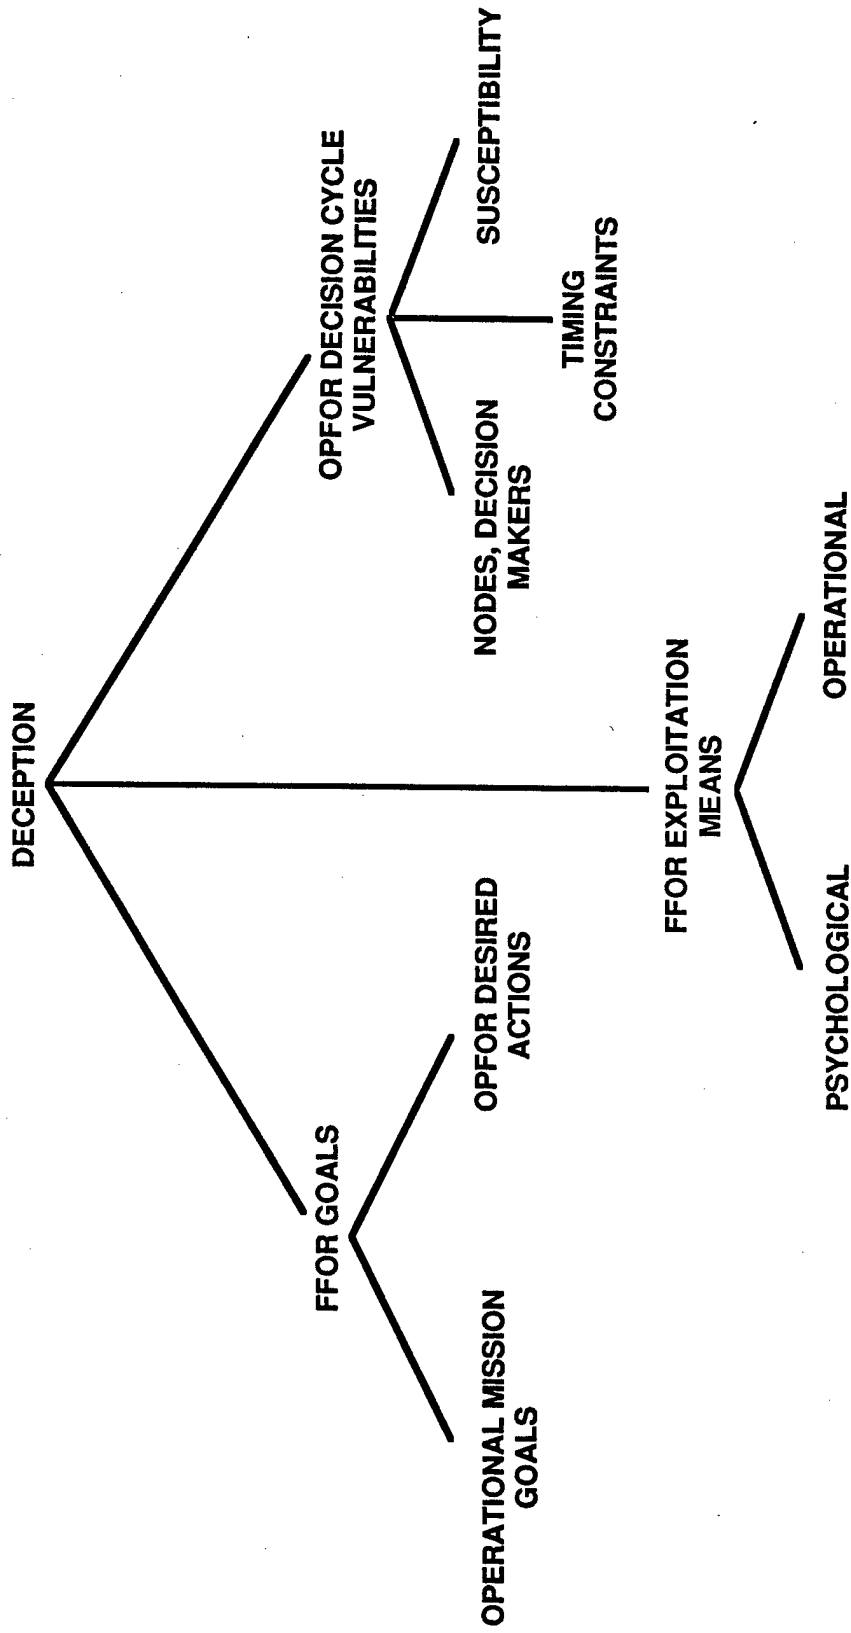 DECEPTION
FFOR GOALS
OPERATIONAL MISSION
GOALS
OPFOR DESIRED
ACTIONS
FFOR EXPLOITATION
MEANS
PSYCHOLOGICAL
OPERATIONAL
OPFOR DECISION CYCLE
VULNERABILITIES
NODES, DECISION
MAKERS
TIMING
CONSTRAINTS
SUSCEPTIBILITY